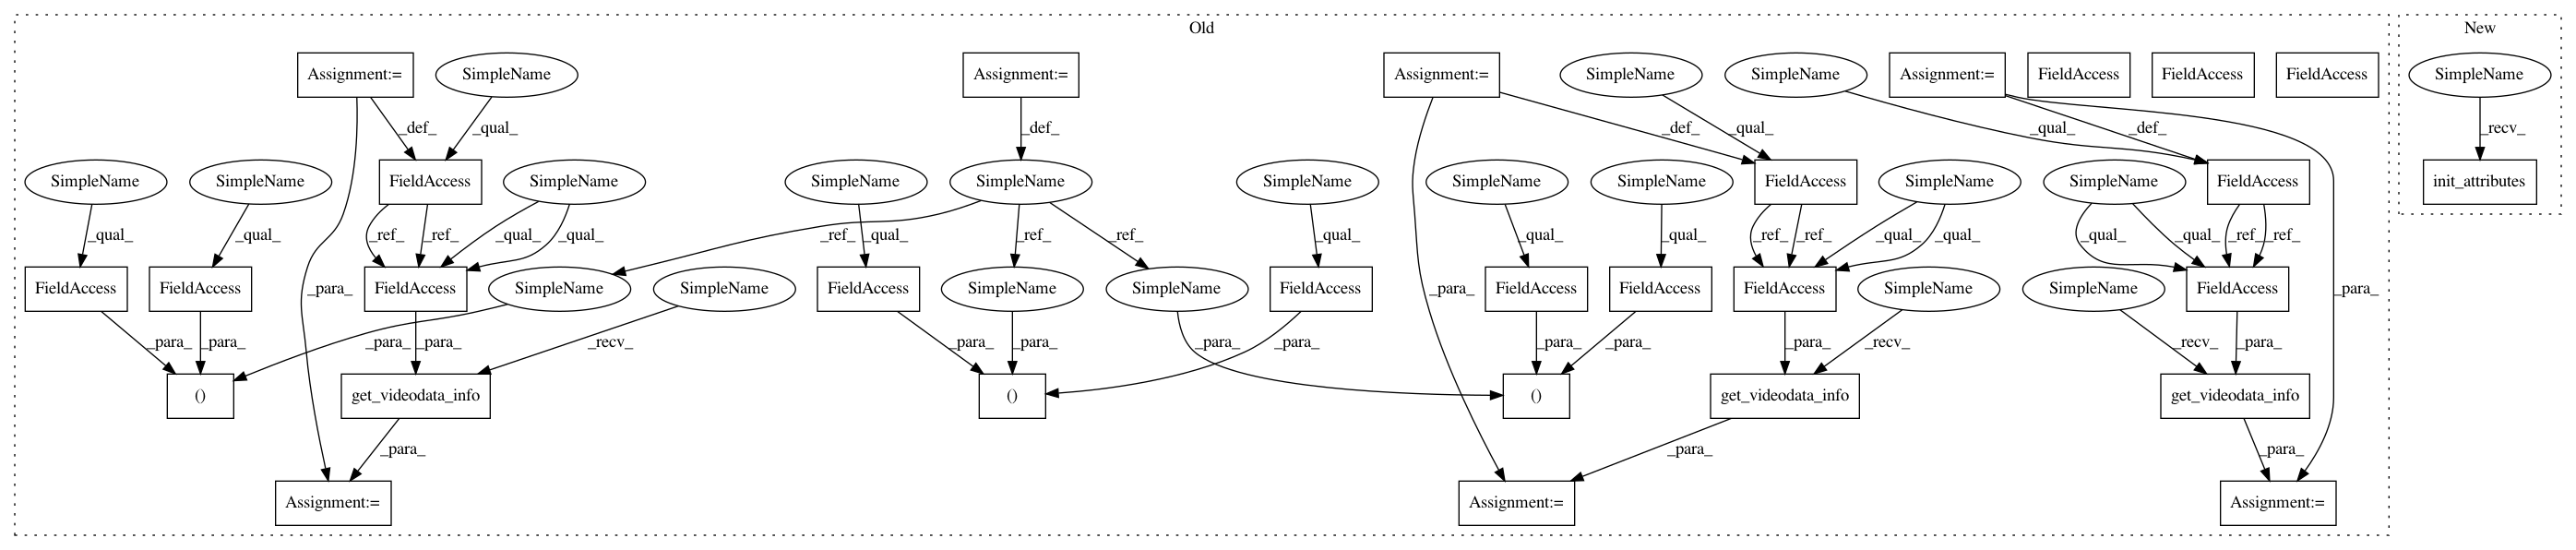 Old
New
Assignment:=
SimpleName
Assignment:=
Assignment:=
SimpleName
SimpleName
Assignment:=
FieldAccess
FieldAccess
FieldAccess
SimpleName
_def_
_qual_
_def_
_def_
_qual_
_qual_
_def_
_recv_
SimpleName
SimpleName
FieldAccess
SimpleName
SimpleName
SimpleName
SimpleName
SimpleName
SimpleName
FieldAccess
SimpleName
SimpleName
FieldAccess
init_attributes
_qual_
_qual_
_ref_
_ref_
_qual_
_qual_
_ref_
_qual_
_ref_
_ref_
_qual_
_qual_
_qual_
_ref_
_ref_
_qual_
_qual_
_qual_
_qual_
_ref_
_ref_
FieldAccess
FieldAccess
_para_
FieldAccess
SimpleName
SimpleName
FieldAccess
SimpleName
SimpleName
FieldAccess
_para_
FieldAccess
FieldAccess
FieldAccess
SimpleName
SimpleName
FieldAccess
_para_
_para_
_para_
_para_
_para_
_recv_
_para_
_para_
_para_
_para_
_para_
_para_
_para_
_recv_
_recv_
_para_
()
get_videodata_info
()
()
get_videodata_info
get_videodata_info
_para_
_para_
_para_
Assignment:=
Assignment:=
Assignment:=